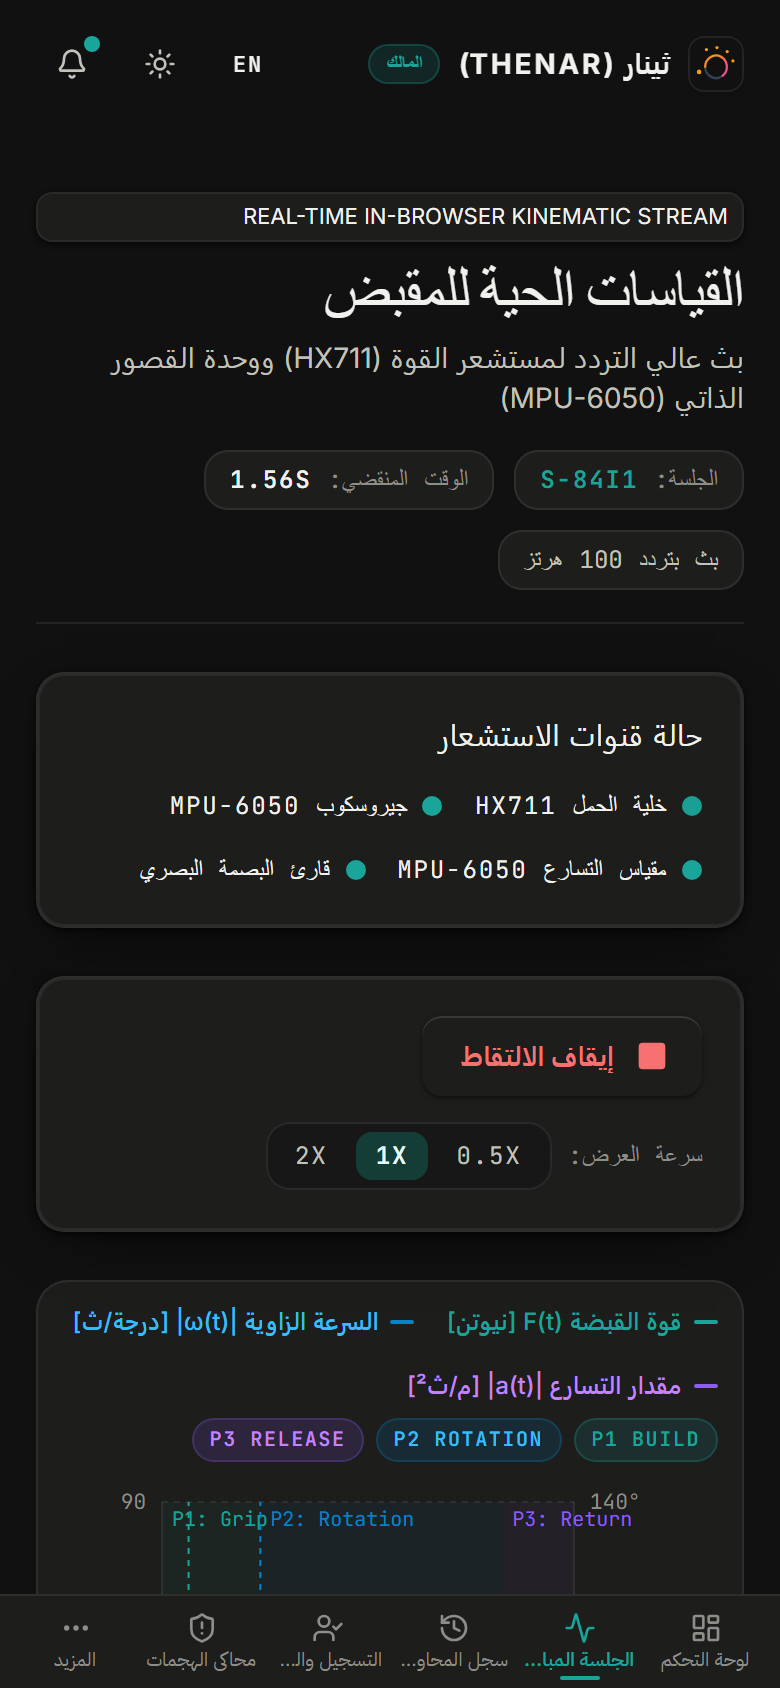 ثينار (THENAR) المالك EN
REAL-TIME IN-BROWSER KINEMATIC STREAM
القياسات الحية للمقبض
بث عالي التردد لمستشعر القوة (HX711) ووحدة القصور
الذاتي (MPU-6050)
الجلسة: S-84I1 الوقت المنقضي: 1.56S
بث بتردد 100 هرتز
حالة قنوات الاستشعار
خلية الحمل HX711 جيروسكوب MPU-6050
مقياس التسارع MPU-6050 قارئ البصمة البصري
إيقاف الالتقاط
سرعة العرض: 0.5X 1X 2X
قوة القبضة F(t) [نيوتن] السرعة الزاوية |ω(t)| [درجة/ث]
مقدار التسارع |a(t)| [م/ث²]
P1 BUILD P2 ROTATION P3 RELEASE
90 140°
P1: Grip P2: Rotation P3: Return
لوحة التحكم الجلسة المبا... سجل المحاو... التسجيل وال... محاكي الهجمات المزيد